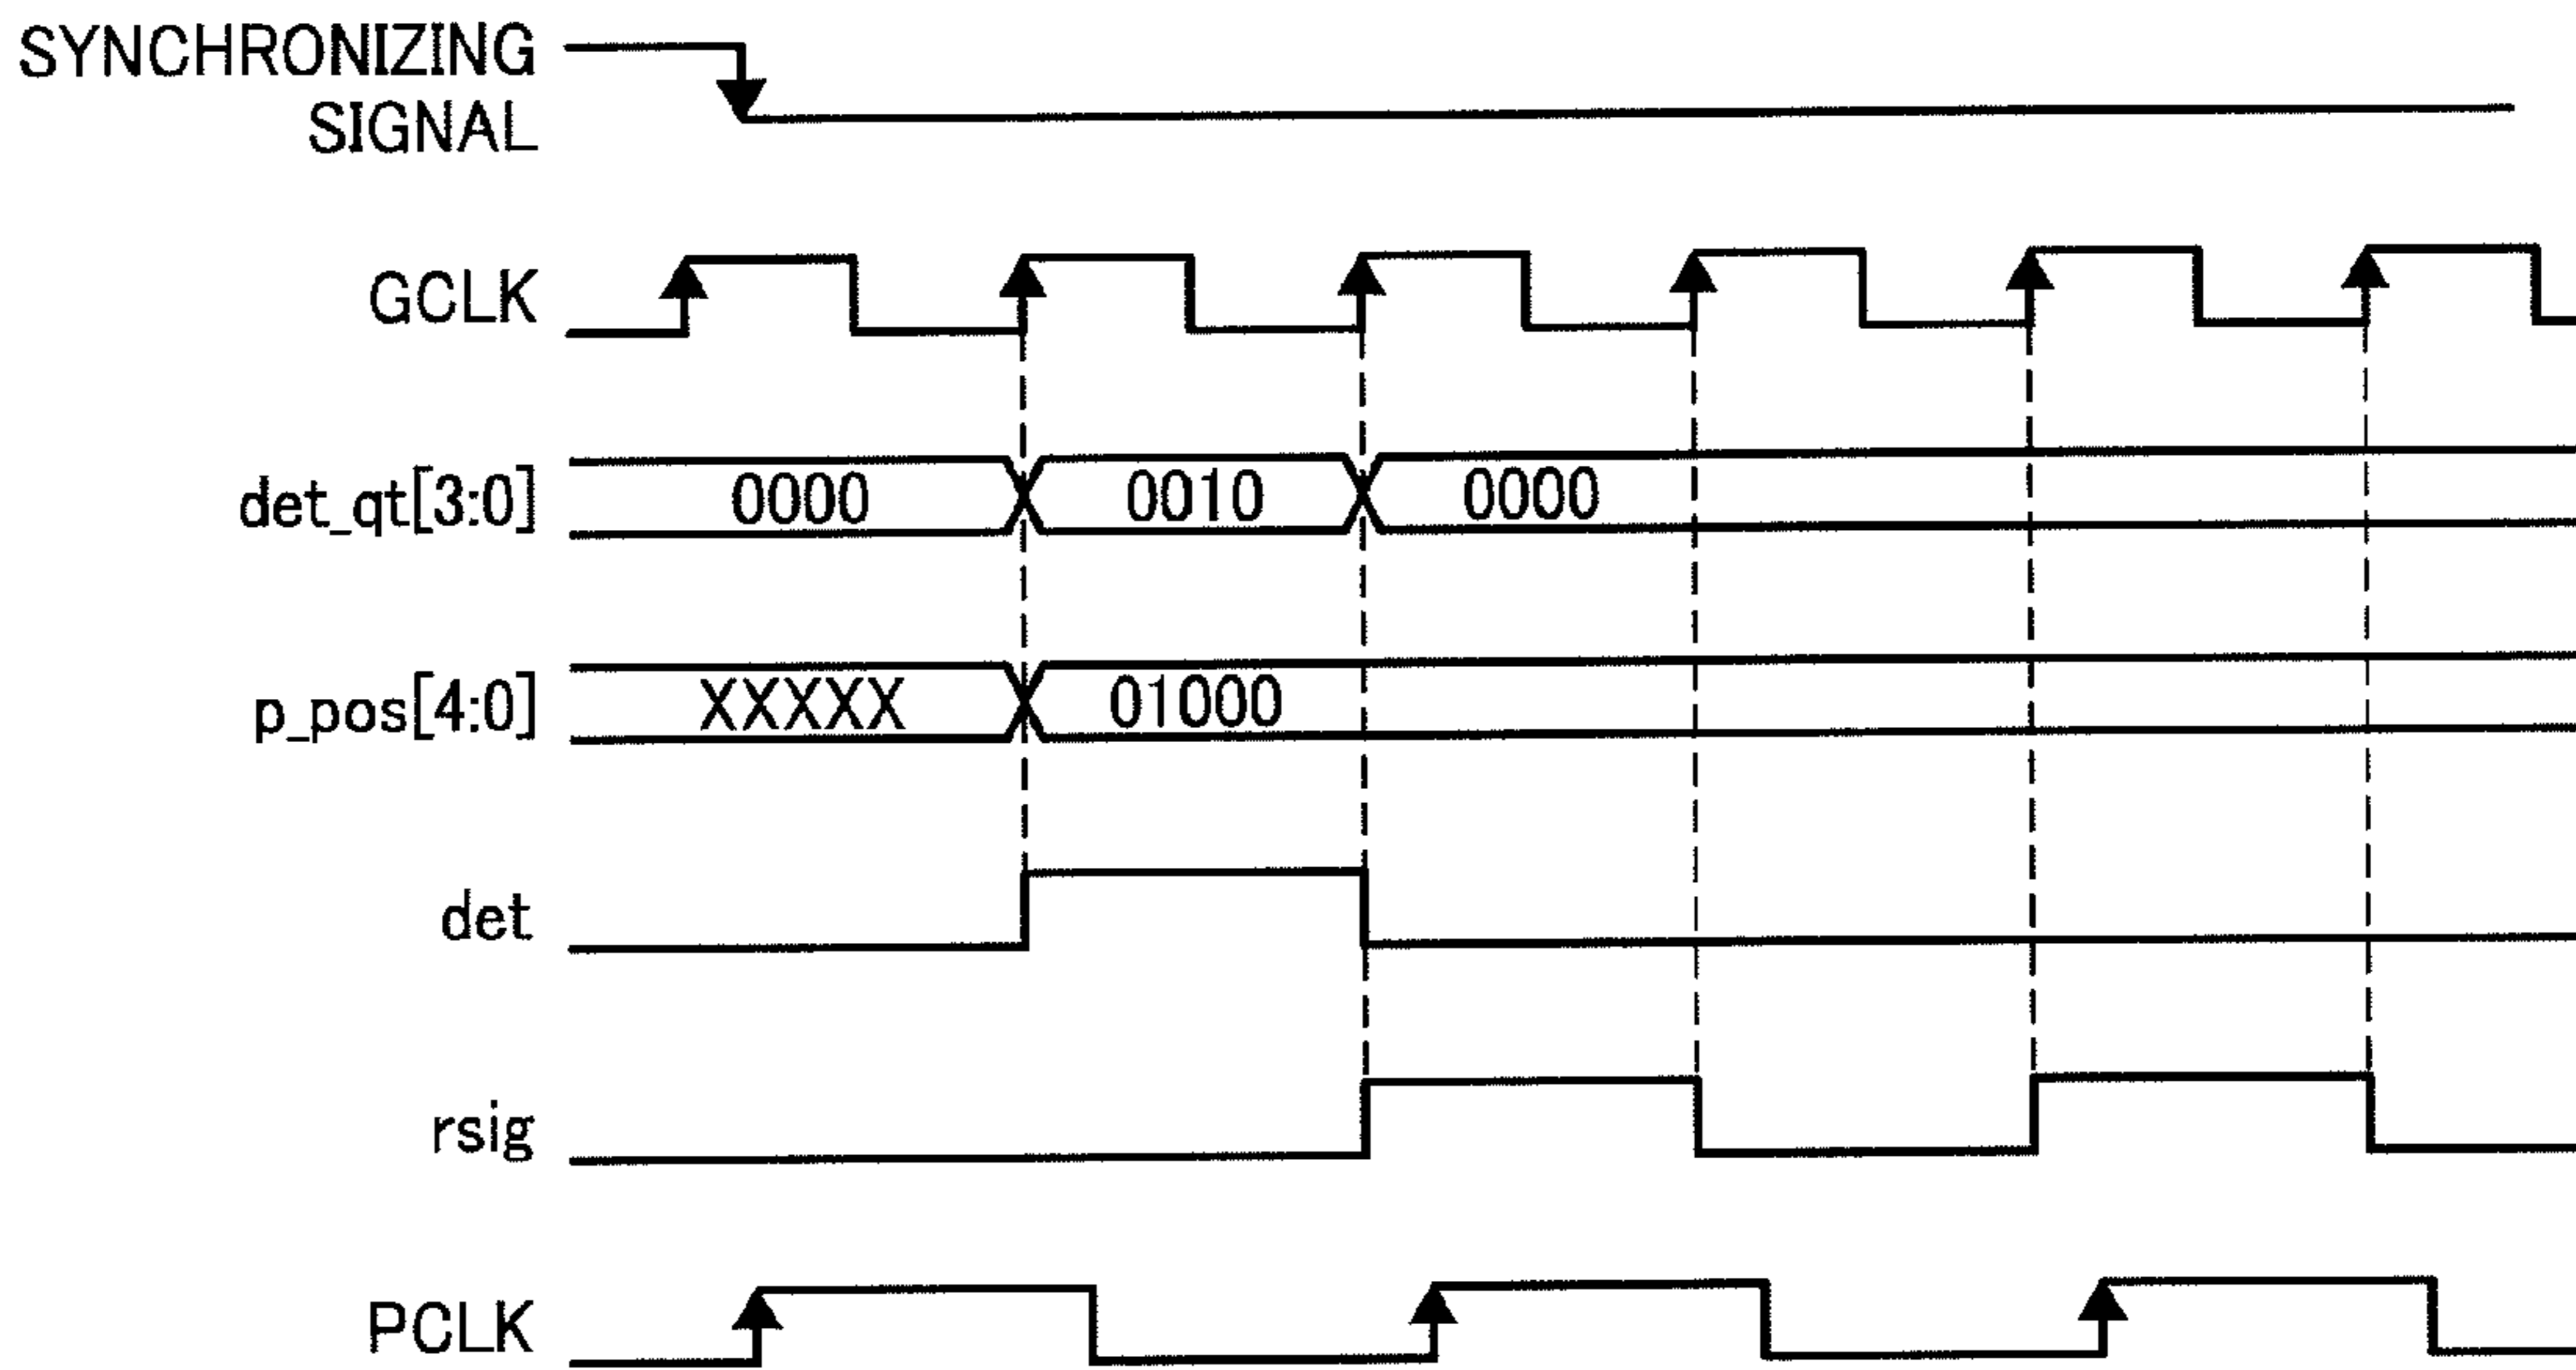 SYNCHRONIZING
SIGNAL
GCLK
det_qt[3:0] 0000 0010 0000
p_pos[4:0] XXXXX 01000
det
rsig
PCLK